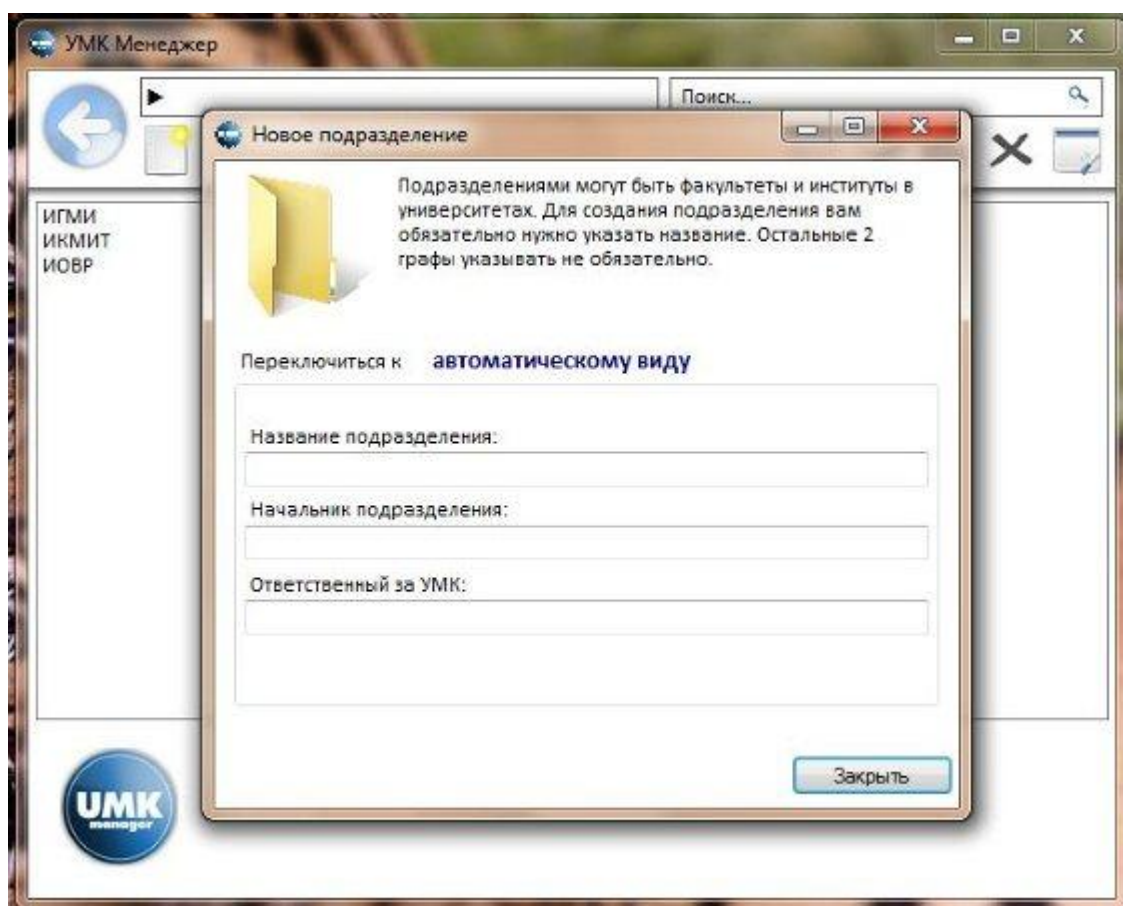 УМК Менеджер
Поиск...
Новое подразделение
Подразделениями могут быть факультеты и институты в
университетах. Для создания подразделения вам
обязательно нужно указать название. Остальные 2
графы указывать не обязательно.
ИГМИ
ИКМИТ
ИОВР
Переключиться к автоматическому виду
Название подразделения:
Начальник подразделения:
Ответственный за УМК:
Закрыть
UMK
manager